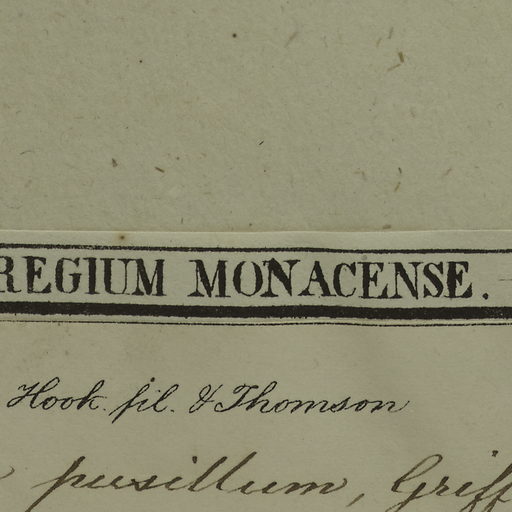 REGIUM MONACENSE.
Hook. fil. & Thomson
pusillum, Griff